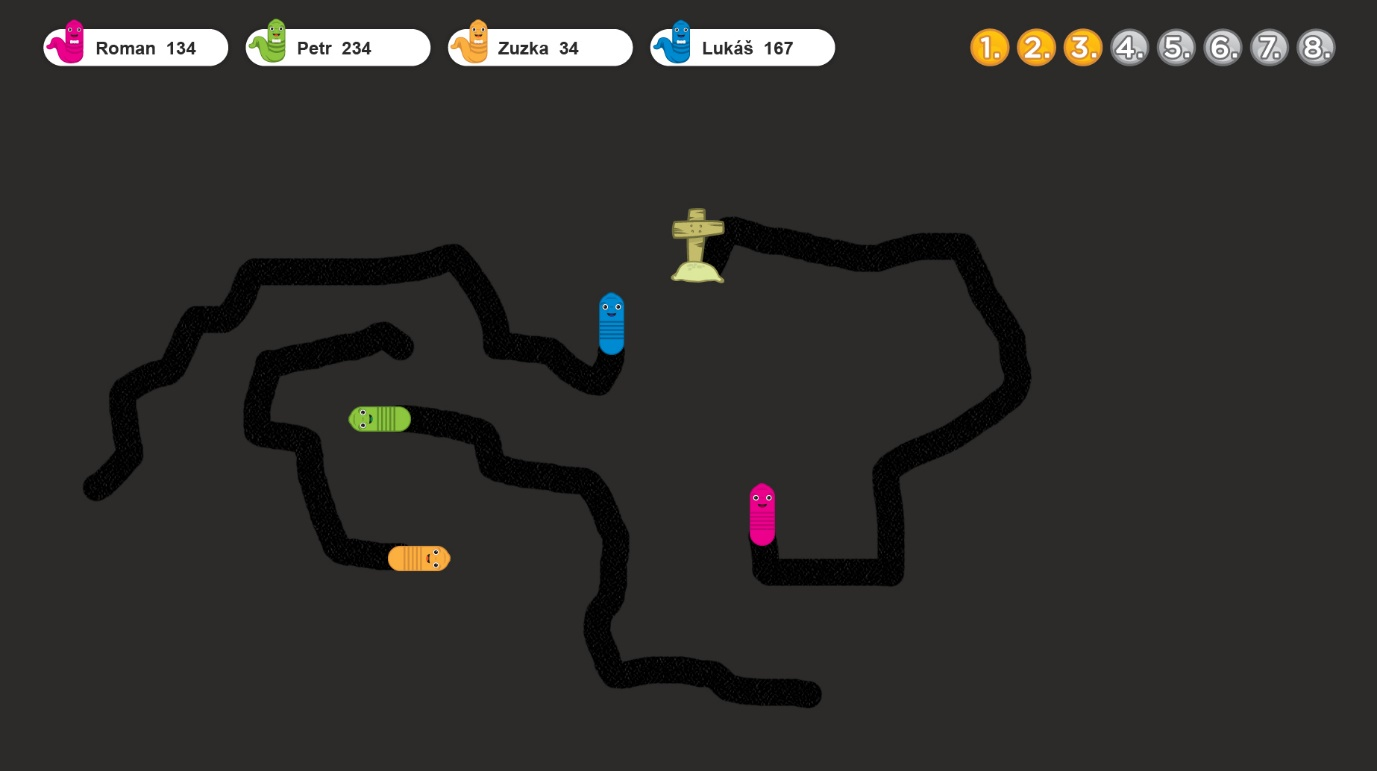 Roman 134
Petr 234
Zuzka 34
Lukáš 167
1. 2. 3. 4. 5. 6. 7. 8.